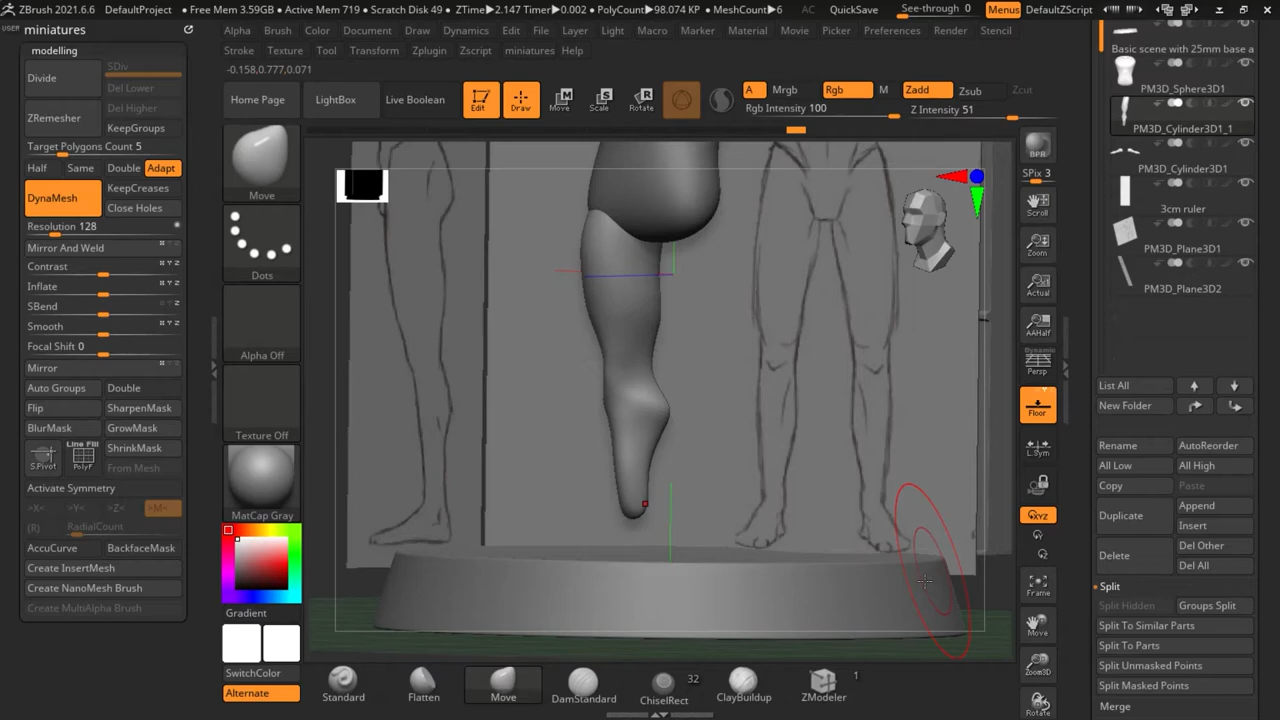 ZBrush 2021.6.6 DefaultProject • Free Mem 3.59GB • Active Mem 719 • Scratch Disk 49 • ZTime▶2.147 Timer▶0.002 • PolyCount▶98.074 KP • MeshCount▶6 AC QuickSave See-through 0 Menus DefaultZScript
USER miniatures
Alpha Brush Color Document Draw Dynamics Edit File Layer Light Macro Marker Material Movie Picker Preferences Render Stencil
Stroke Texture Tool Transform Zplugin Zscript miniatures Help
-0.158,0.777,0.071
modelling
Divide
SDiv
Del Lower
Del Higher
ZRemesher
KeepGroups
Target Polygons Count 5
Half Same Double Adapt
DynaMesh
KeepCreases
Close Holes
Resolution 128
Mirror And Weld
Contrast
Inflate
SBend
Smooth
Focal Shift 0
Mirror
Auto Groups Double
Flip SharpenMask
BlurMask GrowMask
S.Pivot Line Fill PolyF ShrinkMask
From Mesh
Activate Symmetry
>X< >Y< >Z< >M<
(R) RadialCount
AccuCurve BackfaceMask
Create InsertMesh
Create NanoMesh Brush
Create MultiAlpha Brush
Home Page LightBox Live Boolean Edit Draw Move Scale Rotate
A Mrgb Rgb M Zadd Zsub Zcut
Rgb Intensity 100 Z Intensity 51
Move
Dots
Alpha Off
Texture Off
MatCap Gray
Gradient
SwitchColor
Alternate
Standard Flatten Move DamStandard ChiselRect 32 ClayBuildup ZModeler 1
BPR
SPix 3
Scroll
Zoom
Actual
AAHalf
Dynamic
Persp
Floor
L.Sym
XYZ
Frame
Move
Zoom3D
Rotate
Basic scene with 25mm base a
PM3D_Sphere3D1
PM3D_Cylinder3D1_1
PM3D_Cylinder3D1
3cm ruler
PM3D_Plane3D1
PM3D_Plane3D2
List All
New Folder
Rename AutoReorder
All Low All High
Copy Paste
Duplicate Append
Insert
Delete Del Other
Del All
Split
Split Hidden Groups Split
Split To Similar Parts
Split To Parts
Split Unmasked Points
Split Masked Points
Merge